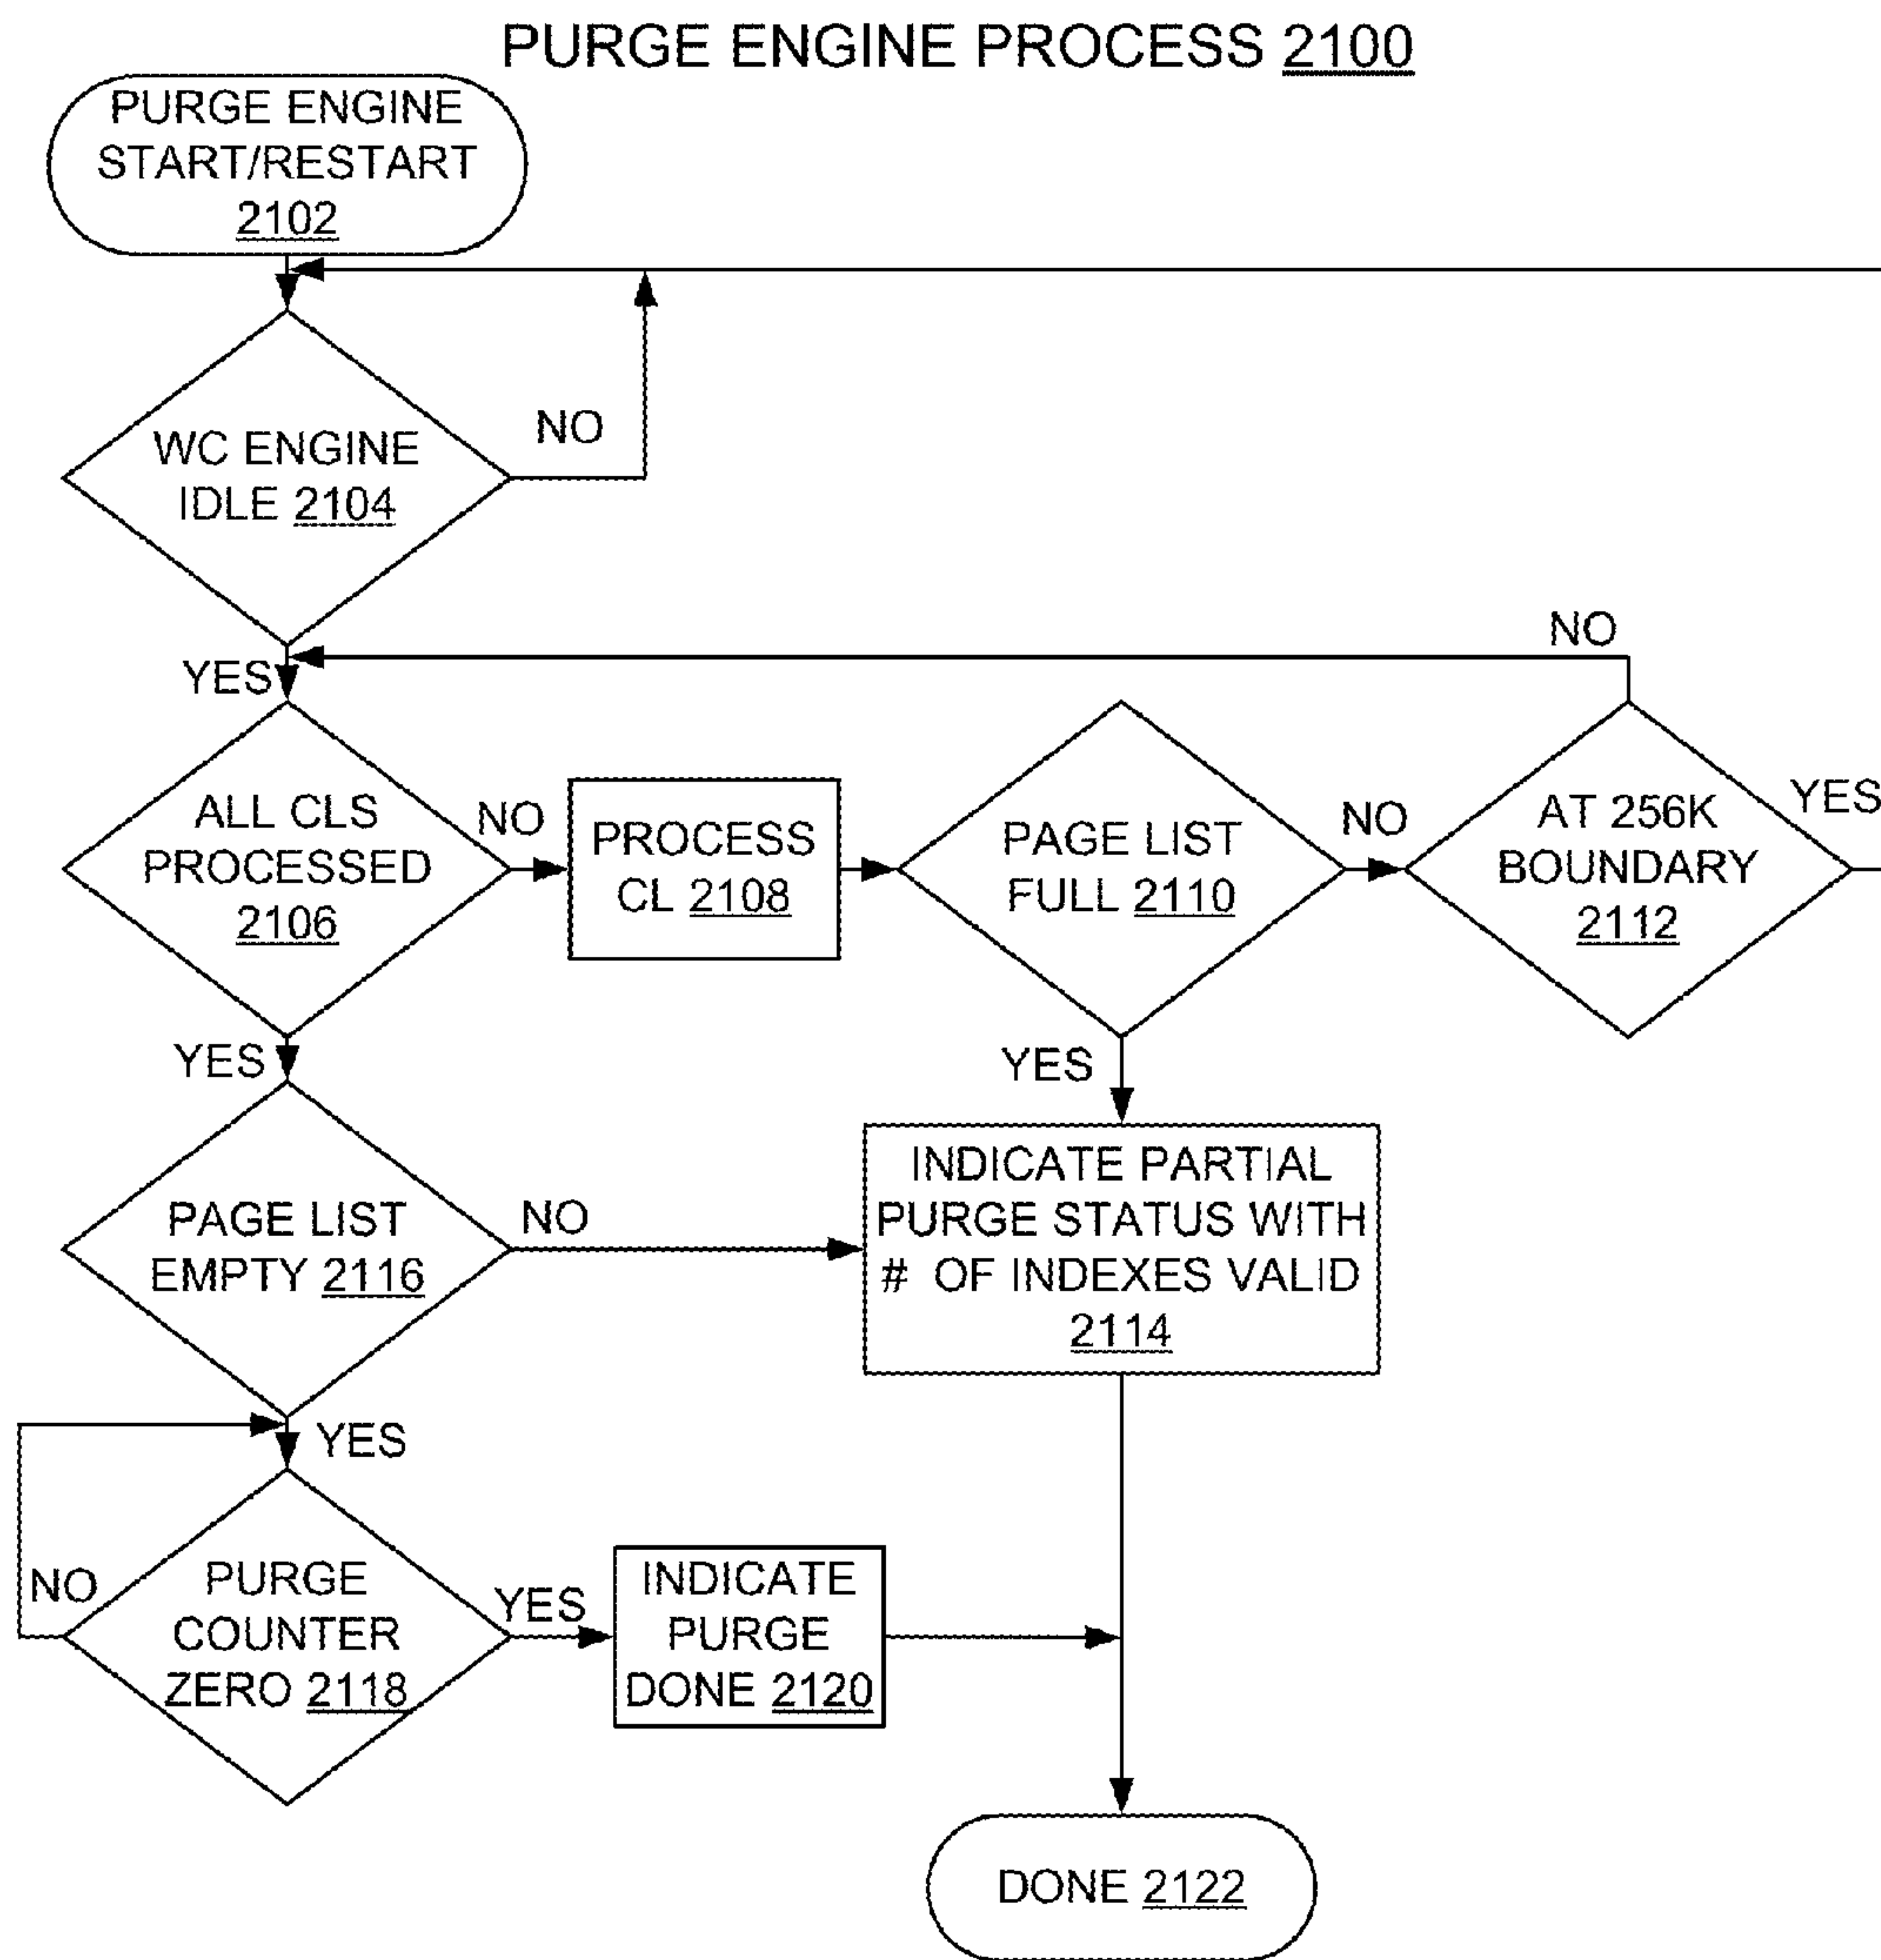 PURGE ENGINE PROCESS 2100
PURGE ENGINE
START/RESTART
2102
NO
WC ENGINE
IDLE 2104
NO
YES
ALL CLS
PROCESSED
2106
NO
PROCESS
CL 2108
PAGE LIST
FULL 2110
NO
AT 256K
BOUNDARY
2112
YES
YES
YES
PAGE LIST
EMPTY 2116
NO
INDICATE PARTIAL
PURGE STATUS WITH
# OF INDEXES VALID
2114
YES
NO
PURGE
COUNTER
ZERO 2118
YES
INDICATE
PURGE
DONE 2120
DONE 2122